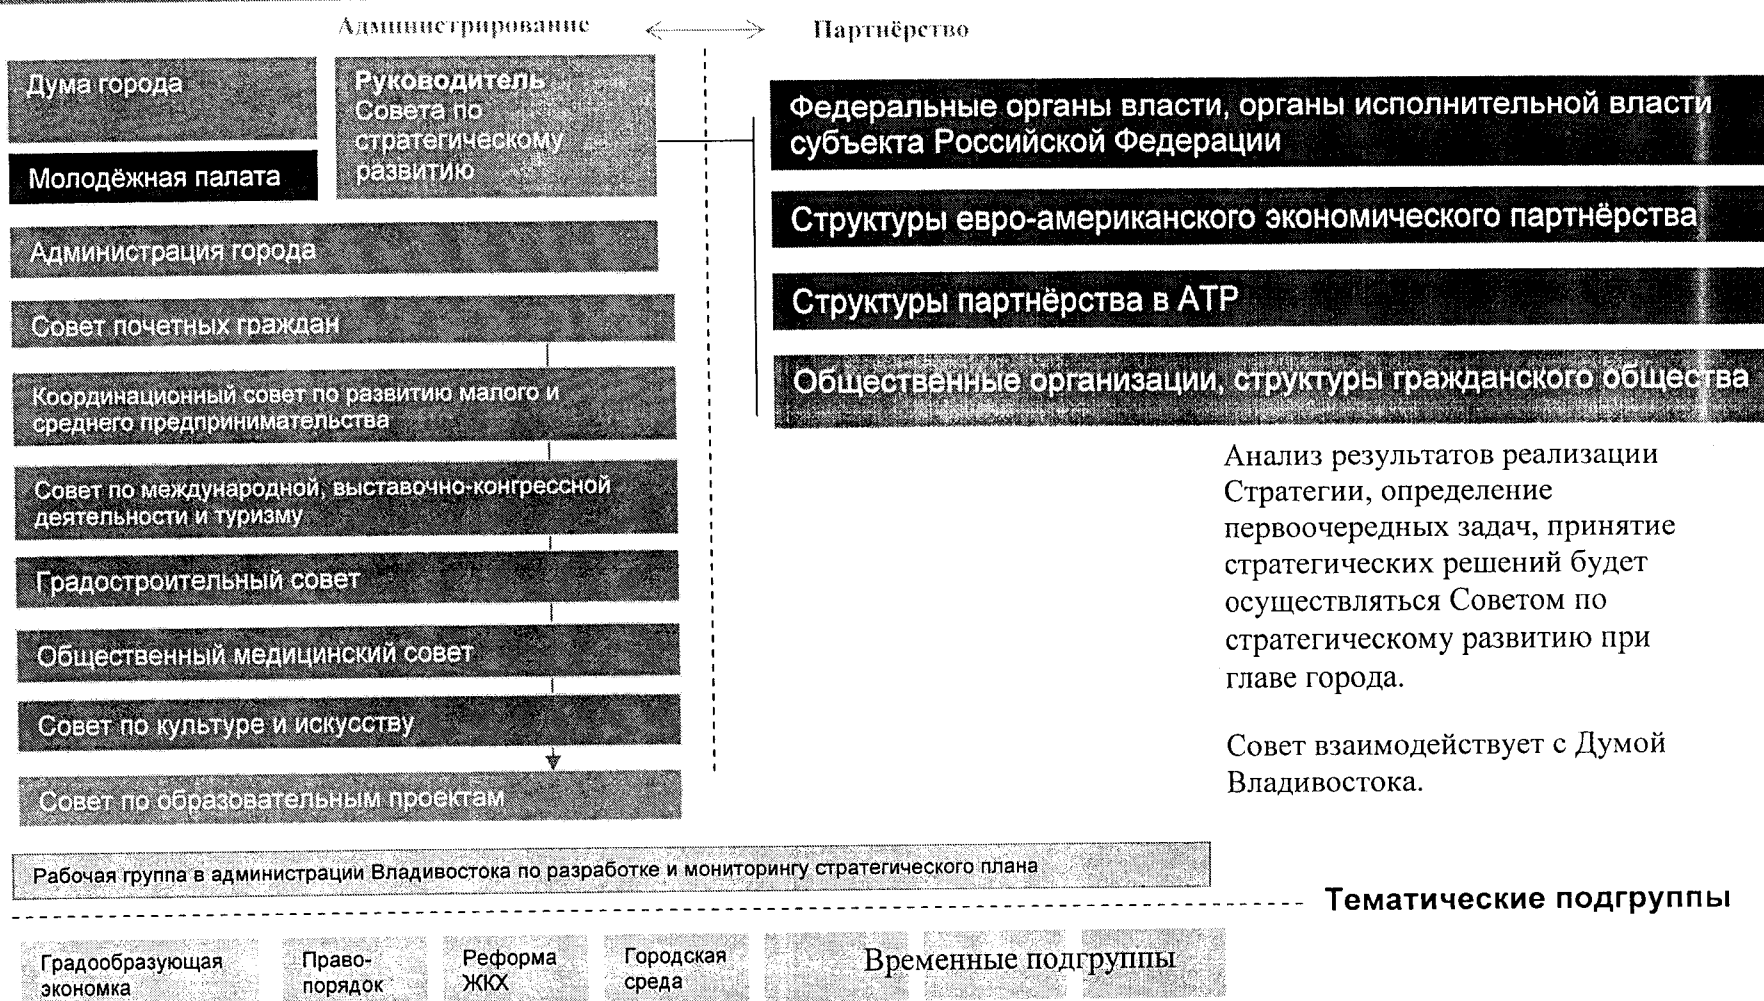 Администрирование
Партнёрство
Дума города
Молодёжная палата
Руководитель
Совета по
стратегическому
развитию
Администрация города
Совет почетных граждан
Координационный совет по развитию малого и
среднего предпринимательства
Совет по международной, выставочно-конгрессной
деятельности и туризму
Градостроительный совет
Общественный медицинский совет
Совет по культуре и искусству
Совет по образовательным проектам
Федеральные органы власти, органы исполнительной власти
субъекта Российской Федерации
Структуры евро-американского экономического партнёрства
Структуры партнёрства в АТР
Общественные организации, структуры гражданского общества
Анализ результатов реализации
Стратегии, определение
первоочередных задач, принятие
стратегических решений будет
осуществляться Советом по
стратегическому развитию при
главе города.
Совет взаимодействует с Думой
Владивостока.
Рабочая группа в администрации Владивостока по разработке и мониторингу стратегического плана
Тематические подгруппы
Градообразующая
экономка
Право-
порядок
Реформа
ЖКХ
Городская
среда
Временные подгруппы